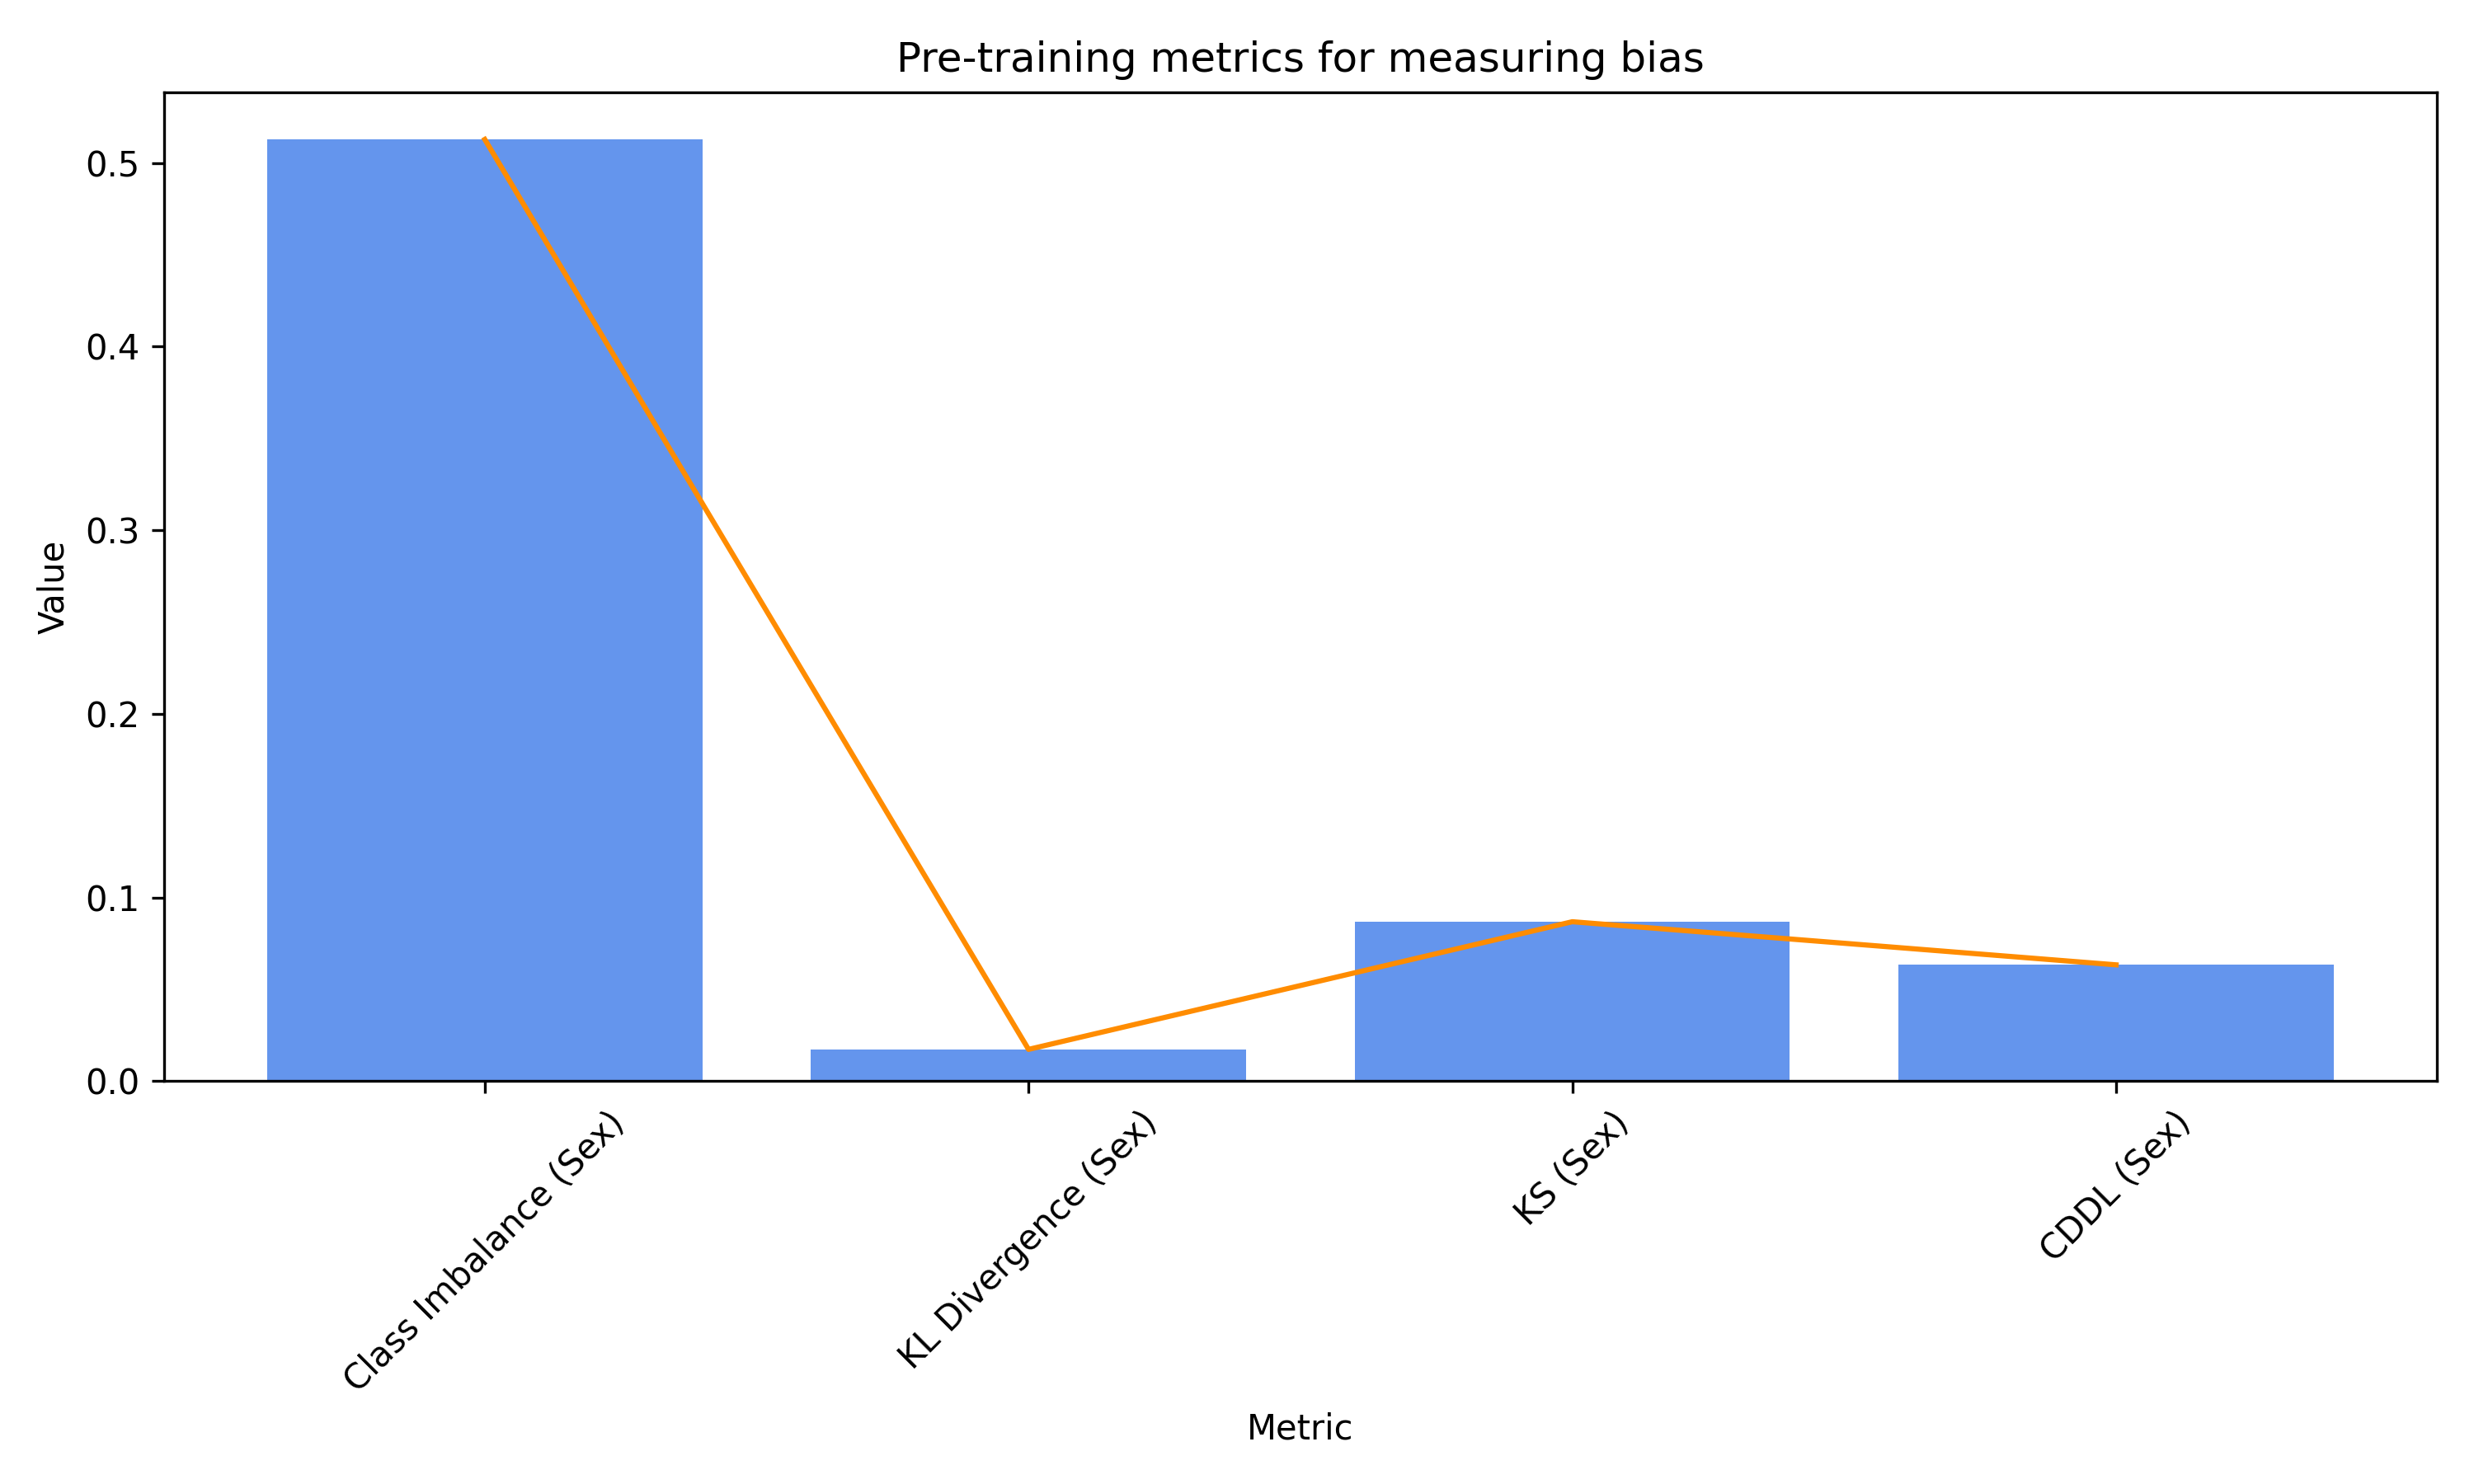 Pre-training metrics for measuring bias
Value
0.5
0.4
0.3
0.2
0.1
0.0
Class Imbalance (Sex)
KL Divergence (Sex)
KS (Sex)
CDDL (Sex)
Metric